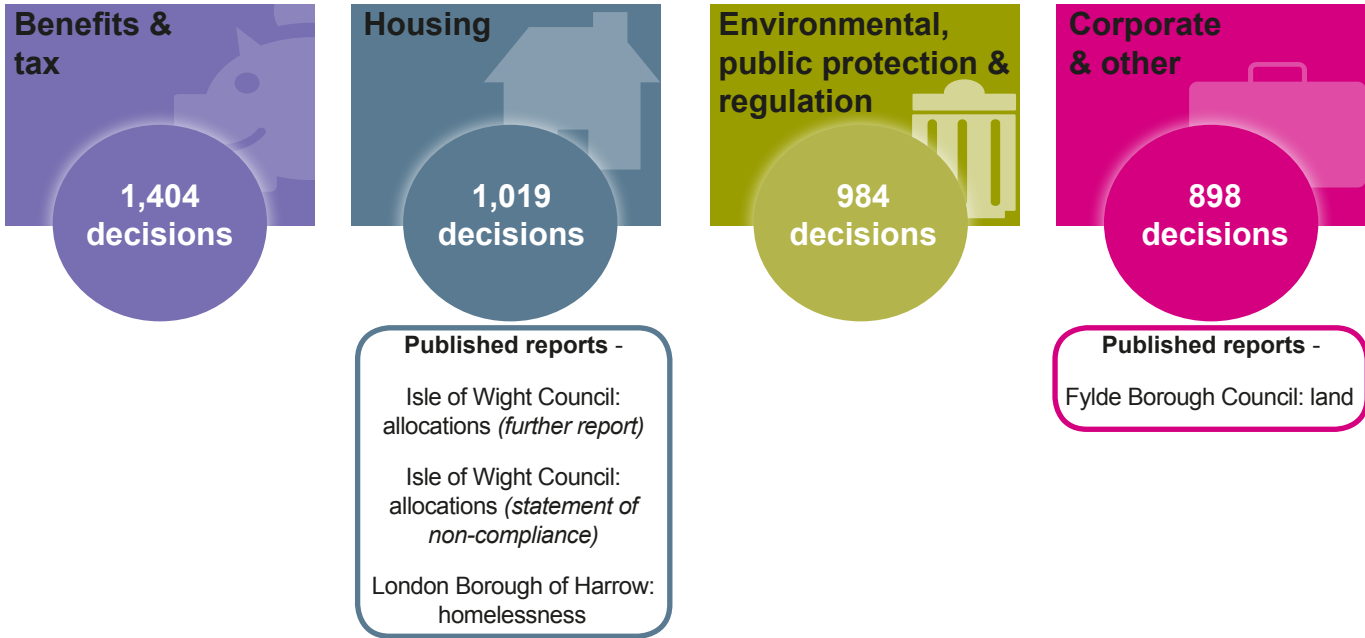 Benefits &
tax
1,404
decisions
Housing
1,019
decisions
Published reports -
Isle of Wight Council:
allocations (further report)
Isle of Wight Council:
allocations (statement of
non-compliance)
London Borough of Harrow:
homelessness
Environmental,
public protection &
regulation
984
decisions
Corporate
& other
898
decisions
Published reports -
Fylde Borough Council: land